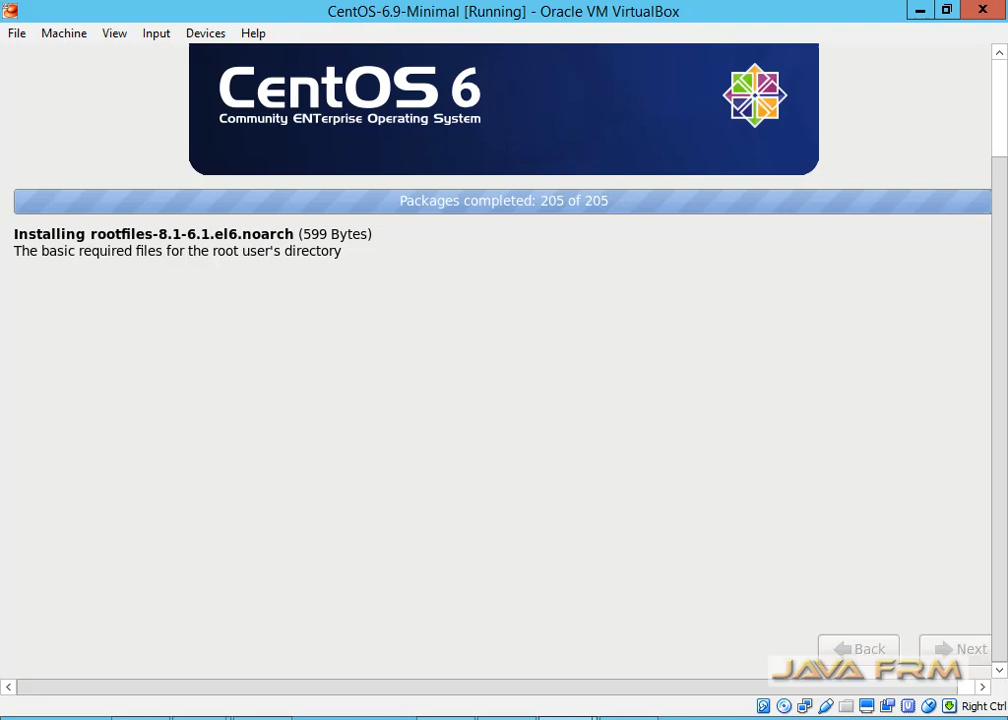 CentOS-6.9-Minimal [Running] - Oracle VM VirtualBox
File Machine View Input Devices Help
CentOS 6
Community ENTerprise Operating System
Packages completed: 205 of 205
Installing rootfiles-8.1-6.1.el6.noarch (599 Bytes)
The basic required files for the root user's directory
Back Next
JAVA FRM
Right Ctrl